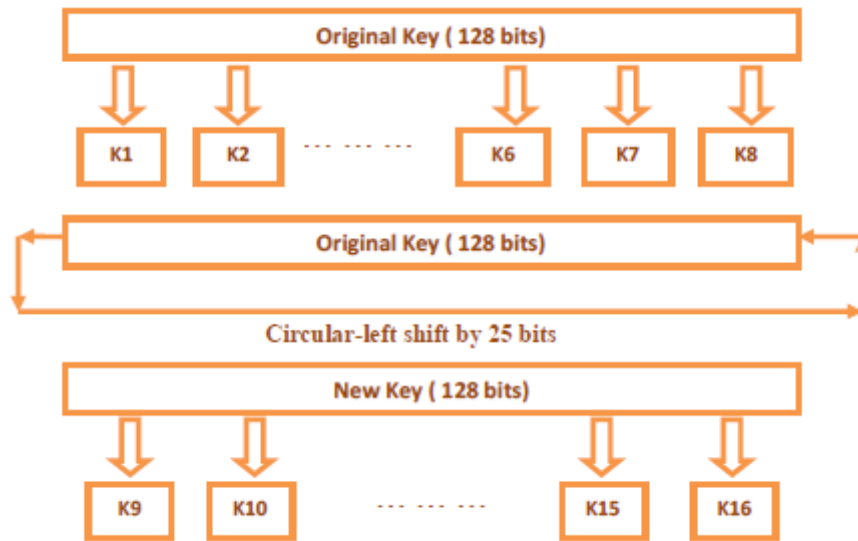 Original Key ( 128 bits)
K1 K2 --- --- --- K6 K7 K8
Original Key ( 128 bits)
Circular-left shift by 25 bits
New Key ( 128 bits)
K9 K10 --- --- --- K15 K16